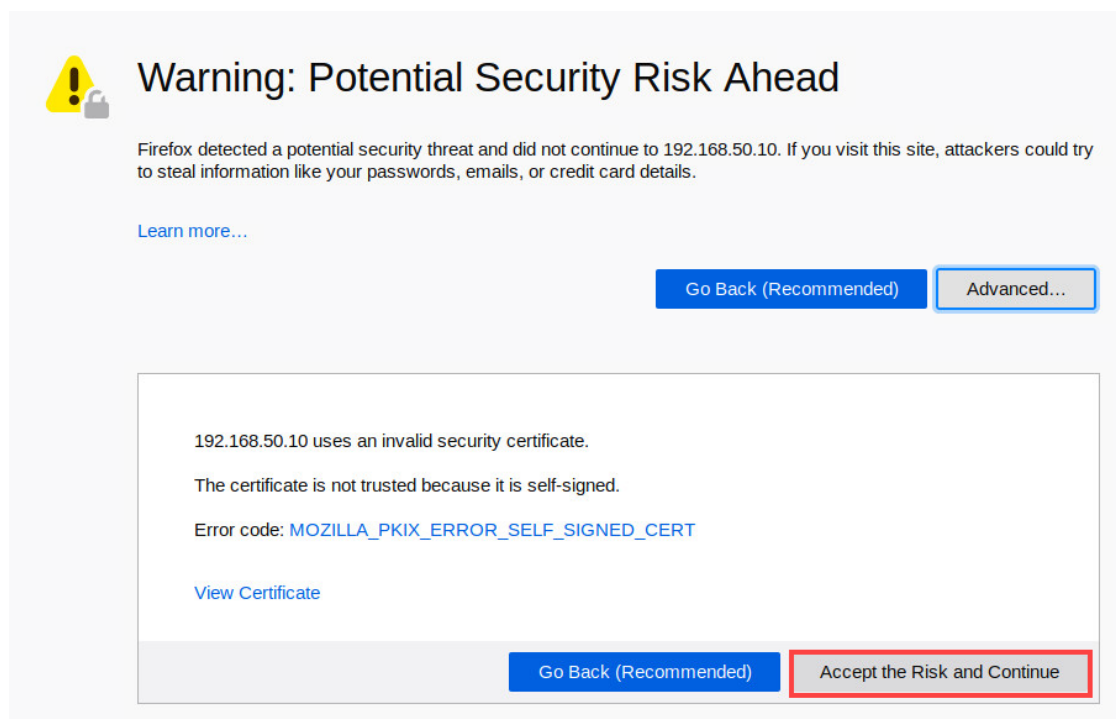 Warning: Potential Security Risk Ahead
Firefox detected a potential security threat and did not continue to 192.168.50.10. If you visit this site, attackers could try
to steal information like your passwords, emails, or credit card details.
Learn more…
Go Back (Recommended)
Advanced…
192.168.50.10 uses an invalid security certificate.
The certificate is not trusted because it is self-signed.
Error code: MOZILLA_PKIX_ERROR_SELF_SIGNED_CERT
View Certificate
Go Back (Recommended)
Accept the Risk and Continue